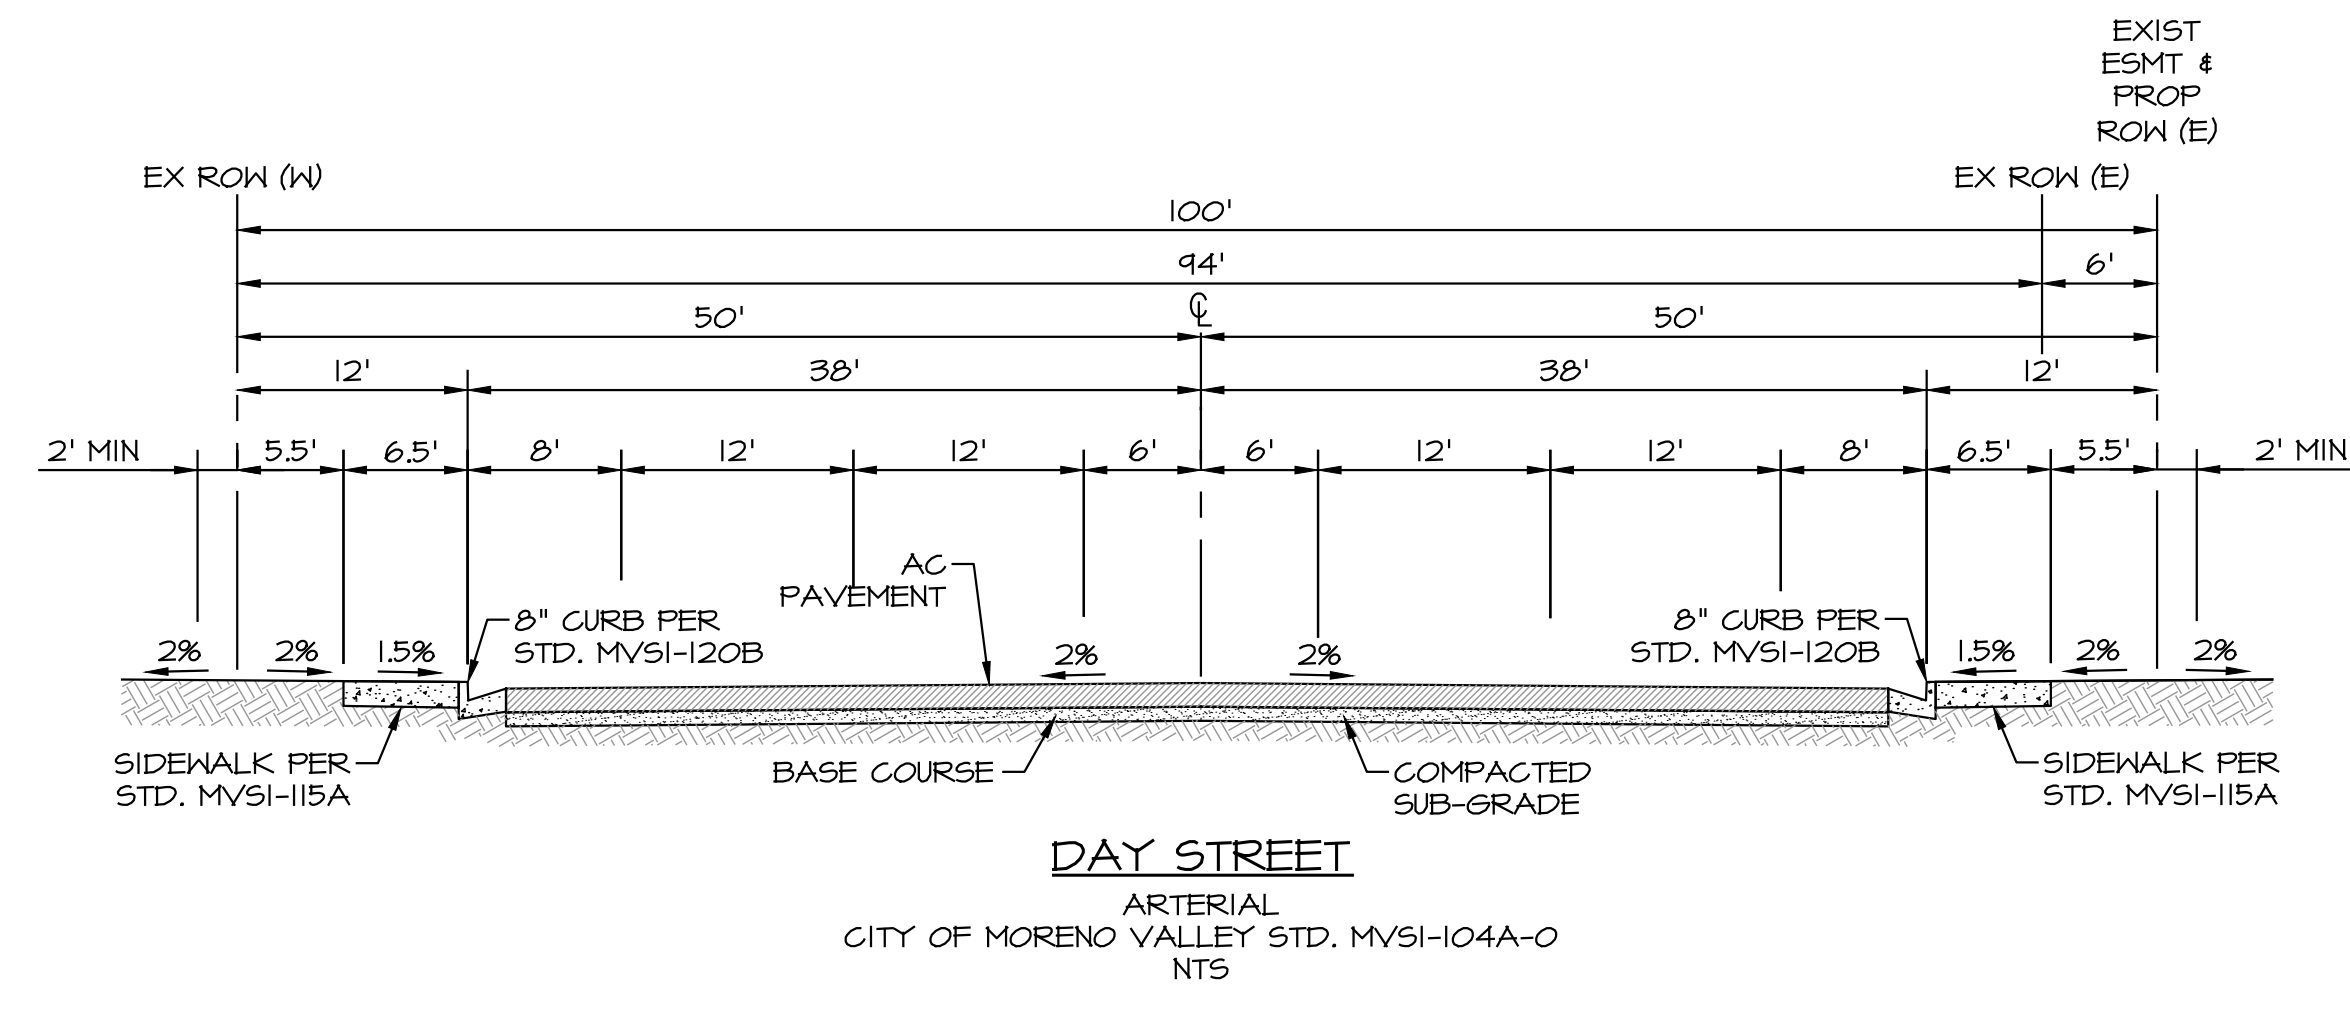 EXIST
ESMT &
PROP
ROW (E)
EX ROW (W)
EX ROW (E)
100'
94'
6'
CL
50'
50'
12'
38'
38'
12'
2' MIN
5.5'
6.5'
8'
12'
12'
6'
6'
12'
12'
8'
6.5'
5.5'
2' MIN
AC
PAVEMENT
8" CURB PER
STD. MVSI-120B
8" CURB PER
STD. MVSI-120B
2%
2%
1.5%
2%
2%
1.5%
2%
2%
SIDEWALK PER
STD. MVSI-115A
BASE COURSE
COMPACTED
SUB-GRADE
SIDEWALK PER
STD. MVSI-115A
DAY STREET
ARTERIAL
CITY OF MORENO VALLEY STD. MVSI-104A-0
NTS